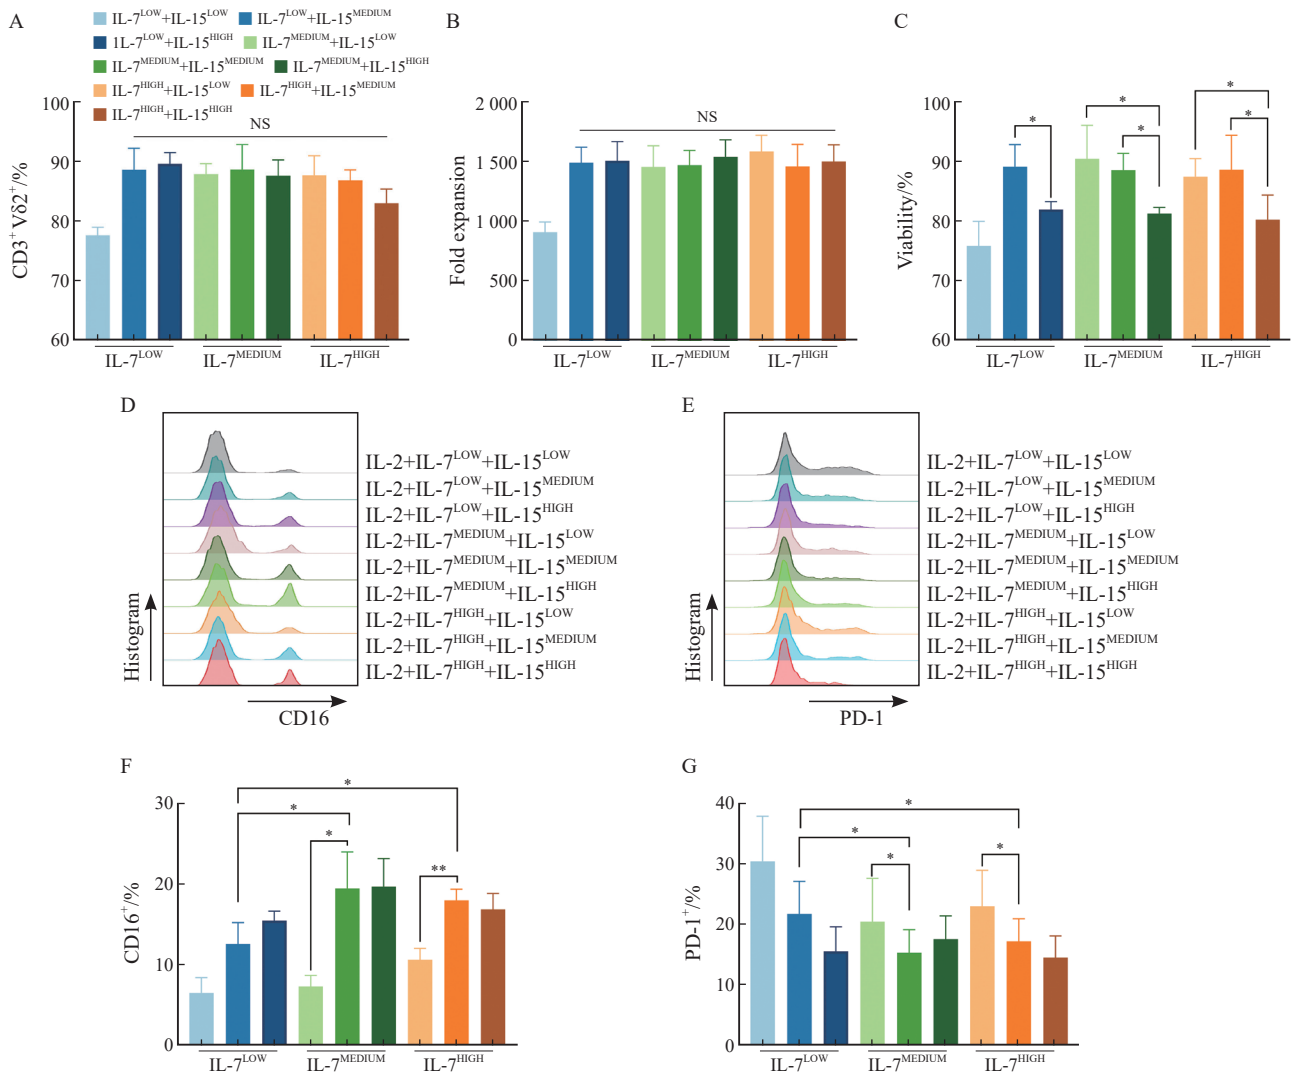 A
IL-7LOW+IL-15LOW IL-7LOW+IL-15MEDIUM
1L-7LOW+IL-15HIGH IL-7MEDIUM+IL-15LOW
IL-7MEDIUM+IL-15MEDIUM IL-7MEDIUM+IL-15HIGH
IL-7HIGH+IL-15LOW IL-7HIGH+IL-15MEDIUM
IL-7HIGH+IL-15HIGH
CD3+ Vδ2+/%
100
90
80
70
60
NS
IL-7LOW IL-7MEDIUM IL-7HIGH
B
Fold expansion
2 000
1 500
1 000
500
0
NS
IL-7LOW IL-7MEDIUM IL-7HIGH
C
Viability/%
100
90
80
70
60
* * * * *
IL-7LOW IL-7MEDIUM IL-7HIGH
D
Histogram
IL-2+IL-7LOW+IL-15LOW
IL-2+IL-7LOW+IL-15MEDIUM
IL-2+IL-7LOW+IL-15HIGH
IL-2+IL-7MEDIUM+IL-15LOW
IL-2+IL-7MEDIUM+IL-15MEDIUM
IL-2+IL-7MEDIUM+IL-15HIGH
IL-2+IL-7HIGH+IL-15LOW
IL-2+IL-7HIGH+IL-15MEDIUM
IL-2+IL-7HIGH+IL-15HIGH
CD16
E
Histogram
IL-2+IL-7LOW+IL-15LOW
IL-2+IL-7LOW+IL-15MEDIUM
IL-2+IL-7LOW+IL-15HIGH
IL-2+IL-7MEDIUM+IL-15LOW
IL-2+IL-7MEDIUM+IL-15MEDIUM
IL-2+IL-7MEDIUM+IL-15HIGH
IL-2+IL-7HIGH+IL-15LOW
IL-2+IL-7HIGH+IL-15MEDIUM
IL-2+IL-7HIGH+IL-15HIGH
PD-1
F
CD16+/%
30
20
10
0
*
*
*
**
IL-7LOW IL-7MEDIUM IL-7HIGH
G
PD-1+/%
40
30
20
10
0
*
*
* *
IL-7LOW IL-7MEDIUM IL-7HIGH